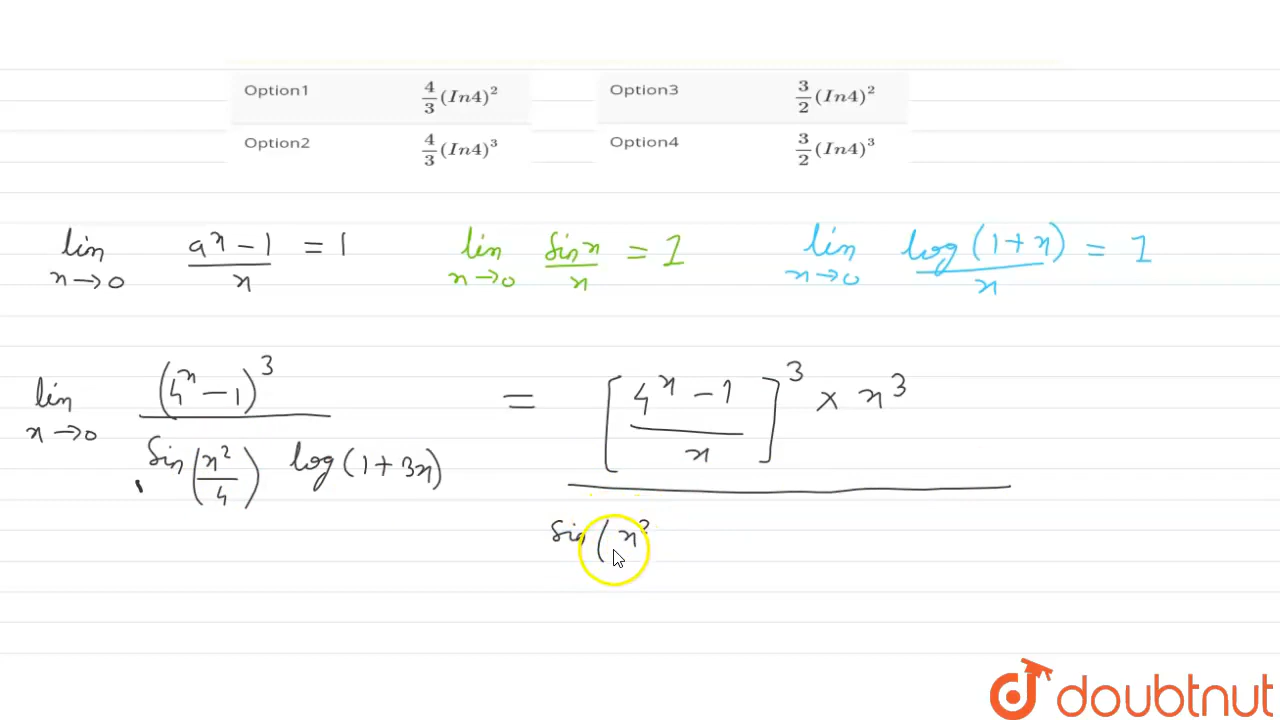 Option1 4/3 (In4)^2 Option3 3/2 (In4)^2
Option2 4/3 (In4)^3 Option4 3/2 (In4)^3
lim x→0 (a^x - 1)/x = 1 lim x→0 sin x/x = 1 lim x→0 log(1+x)/x = 1
lim x→0 (4^x - 1)^3 / sin(x^2/4) log(1+3x) = [(4^x - 1)/x]^3 × x^3
sin(x^2
doubtnut